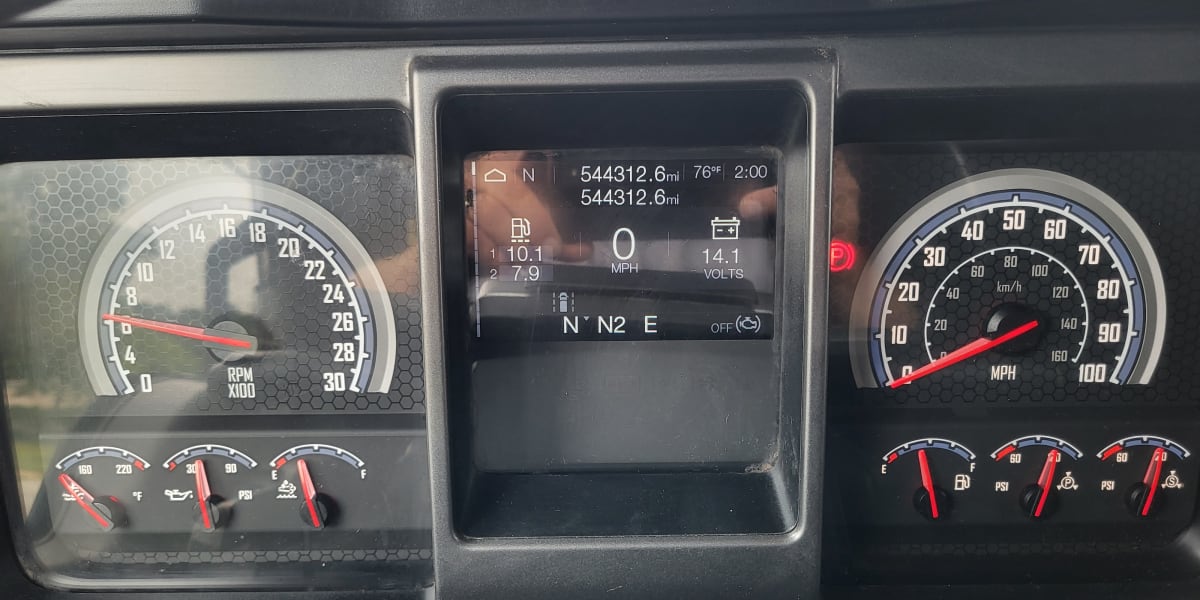 N
544312.6mi
76°F
2:00
544312.6mi
1 10.1
2 7.9
0
MPH
14.1
VOLTS
N N2 E
OFF
P
0
4
6
8
10
12
14
16
18
20
22
24
26
28
30
RPM
X100
0
10
20
30
40
50
60
70
80
90
100
0
20
40
60
80
100
120
140
160
km/h
MPH
160 220
°F
30 90
PSI
E F
E F
60
PSI
P
60
PSI
S